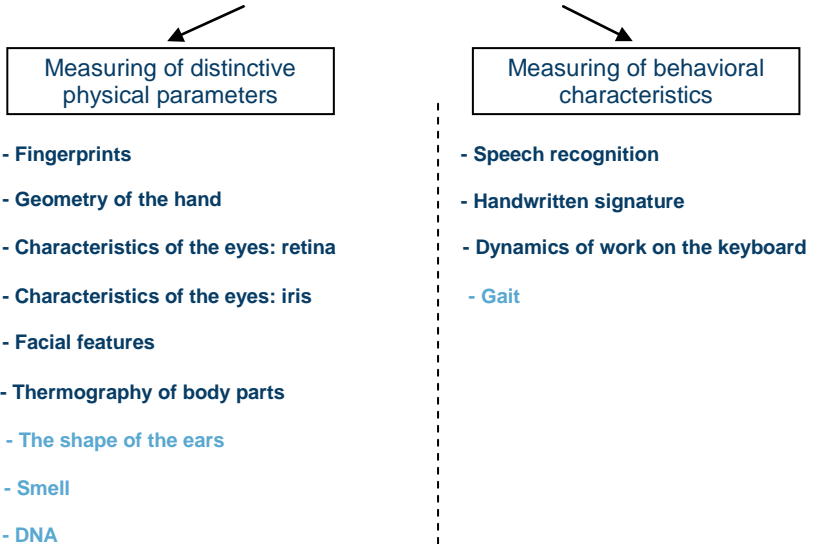 Measuring of distinctive
physical parameters
- Fingerprints
- Geometry of the hand
- Characteristics of the eyes: retina
- Characteristics of the eyes: iris
- Facial features
- Thermography of body parts
- The shape of the ears
- Smell
- DNA
Measuring of behavioral
characteristics
- Speech recognition
- Handwritten signature
- Dynamics of work on the keyboard
- Gait